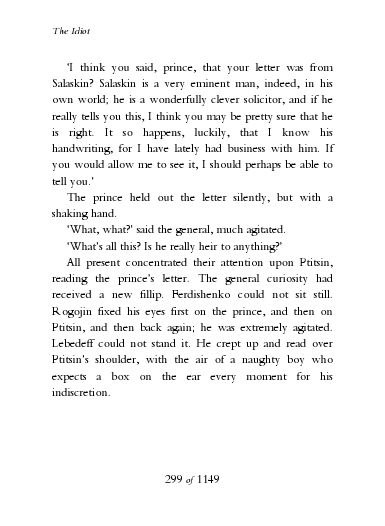 The Idiot
'I think you said, prince, that your letter was from
Salaskin? Salaskin is a very eminent man, indeed, in his
own world; he is a wonderfully clever solicitor, and if he
really tells you this, I think you may be pretty sure that he
is right. It so happens, luckily, that I know his
handwriting, for I have lately had business with him. If
you would allow me to see it, I should perhaps be able to
tell you.'
The prince held out the letter silently, but with a
shaking hand.
'What, what?' said the general, much agitated.
'What's all this? Is he really heir to anything?'
All present concentrated their attention upon Ptitsin,
reading the prince's letter. The general curiosity had
received a new fillip. Ferdishenko could not sit still.
Rogojin fixed his eyes first on the prince, and then on
Ptitsin, and then back again; he was extremely agitated.
Lebedeff could not stand it. He crept up and read over
Ptitsin's shoulder, with the air of a naughty boy who
expects a box on the ear every moment for his
indiscretion.
299 of 1149